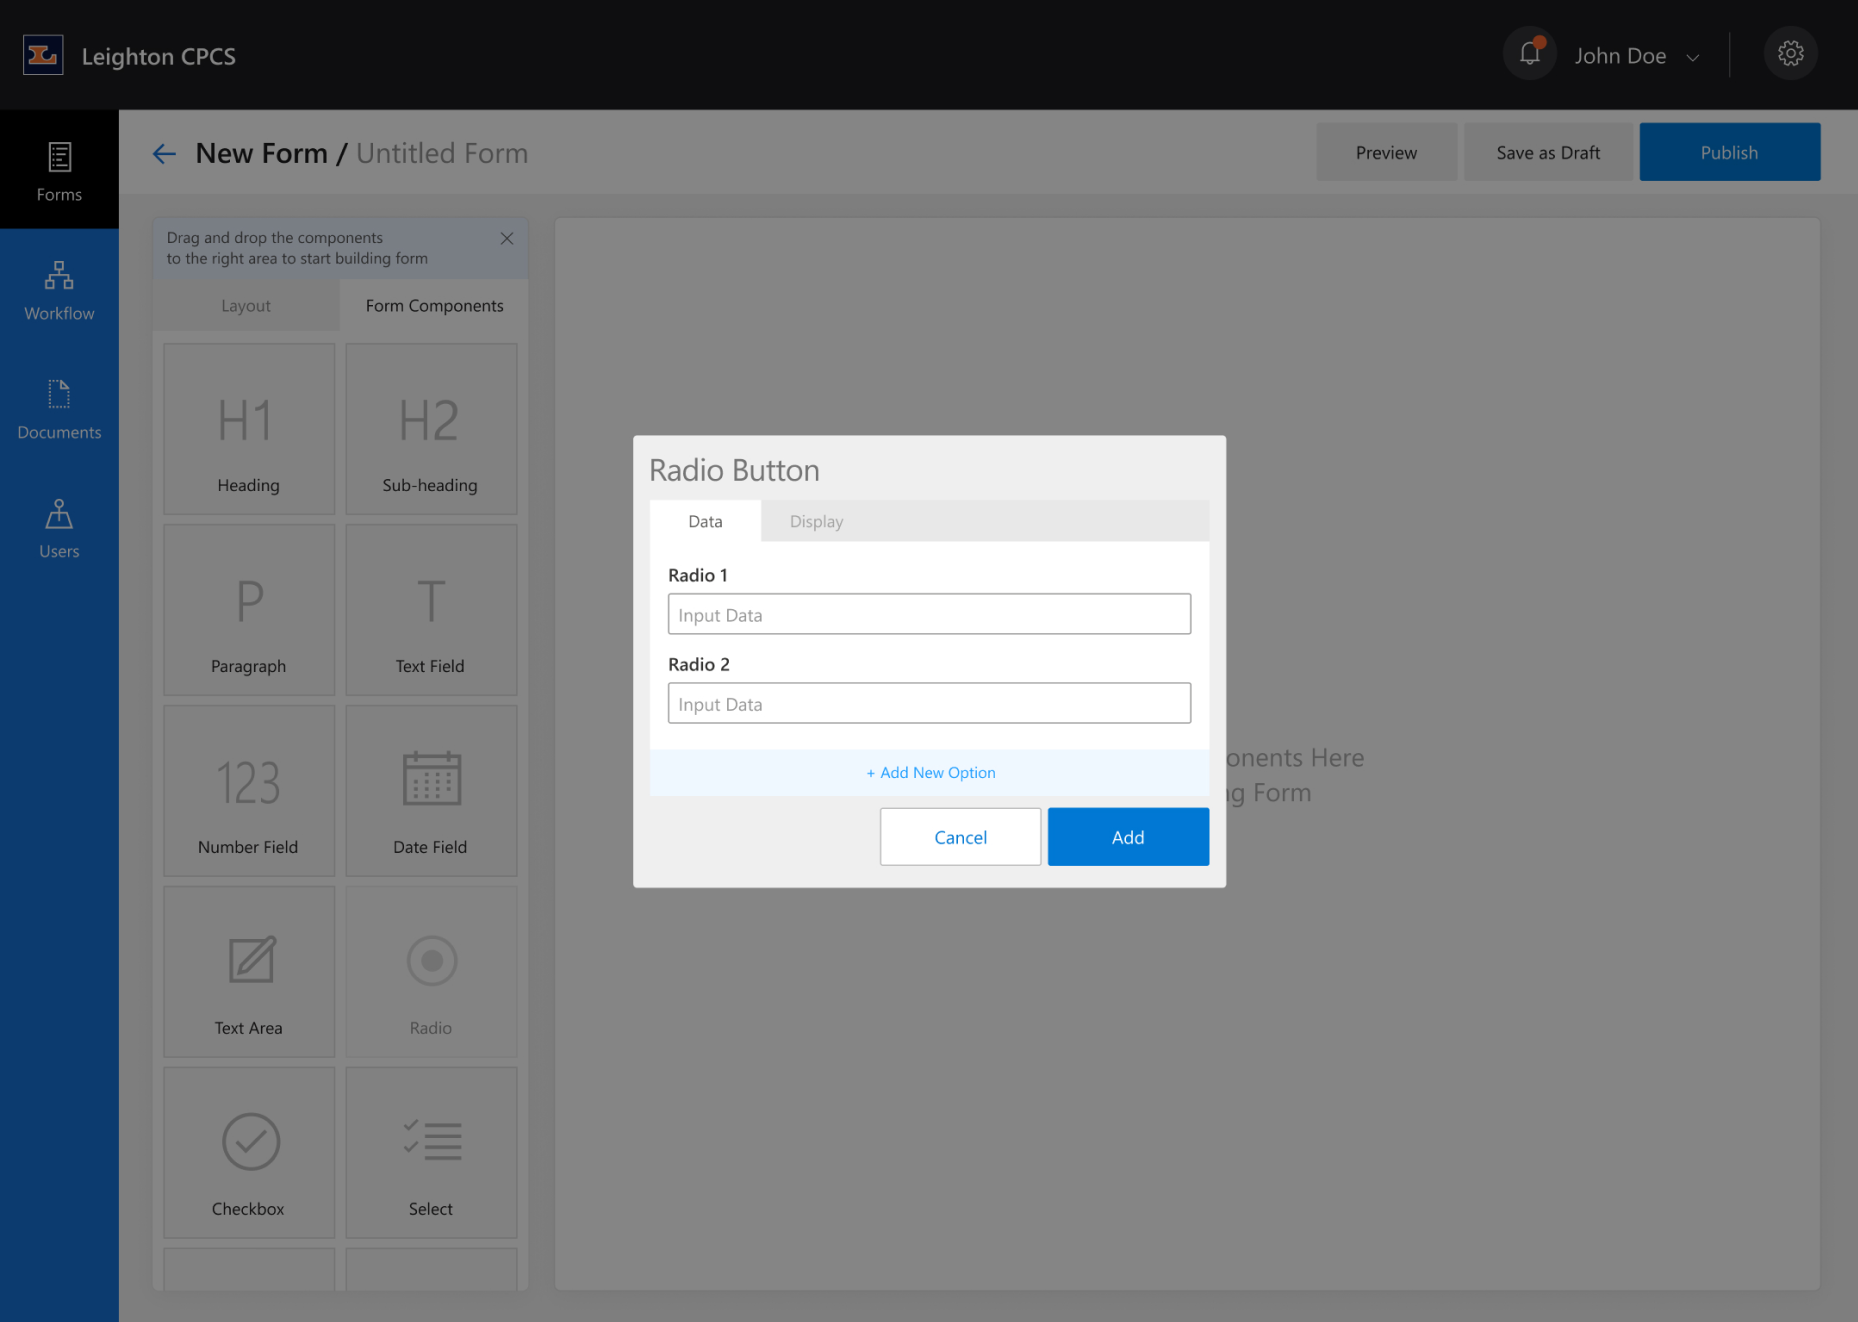 Leighton CPCS
John Doe
Forms
Workflow
Documents
Users
New Form / Untitled Form
Preview
Save as Draft
Publish
Drag and drop the components
to the right area to start building form
Layout
Form Components
H1
Heading
H2
Sub-heading
P
Paragraph
T
Text Field
123
Number Field
Date Field
Text Area
Radio
Checkbox
Select
Radio Button
Data
Display
Radio 1
Input Data
Radio 2
Input Data
+ Add New Option
Cancel
Add
onents Here
g Form